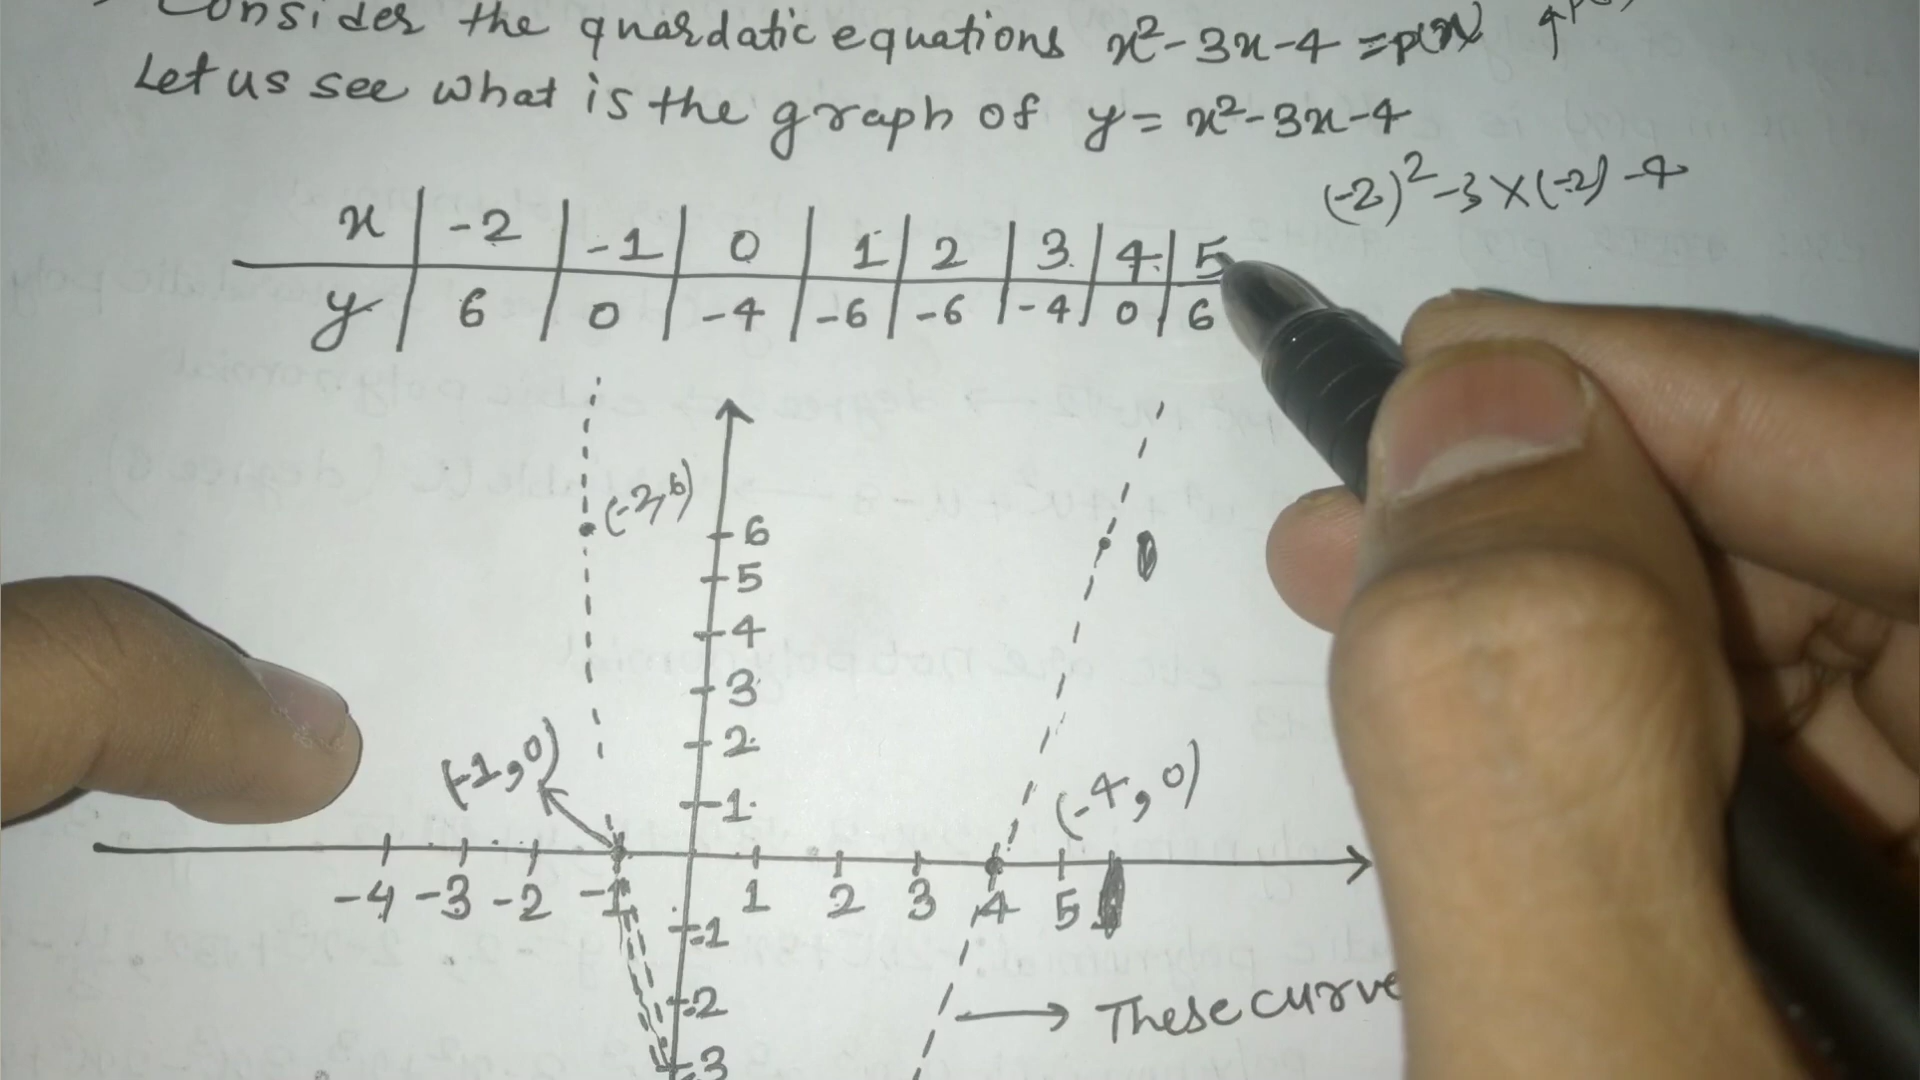 Consider the quardatic equations x²-3x-4 = p(x)
Let us see what is the graph of y = x²-3x-4
(-2)²-3×(-2)-4
x | -2 | -1 | 0 | 1 | 2 | 3 | 4 | 5
y | 6 | 0 | -4 | -6 | -6 | -4 | 0 | 6
(-2,6)
6
5
4
3
2
1
(-1,0)
(-4,0)
-4 -3 -2 -1 1 2 3 4 5
-1
-2
-3
These curve